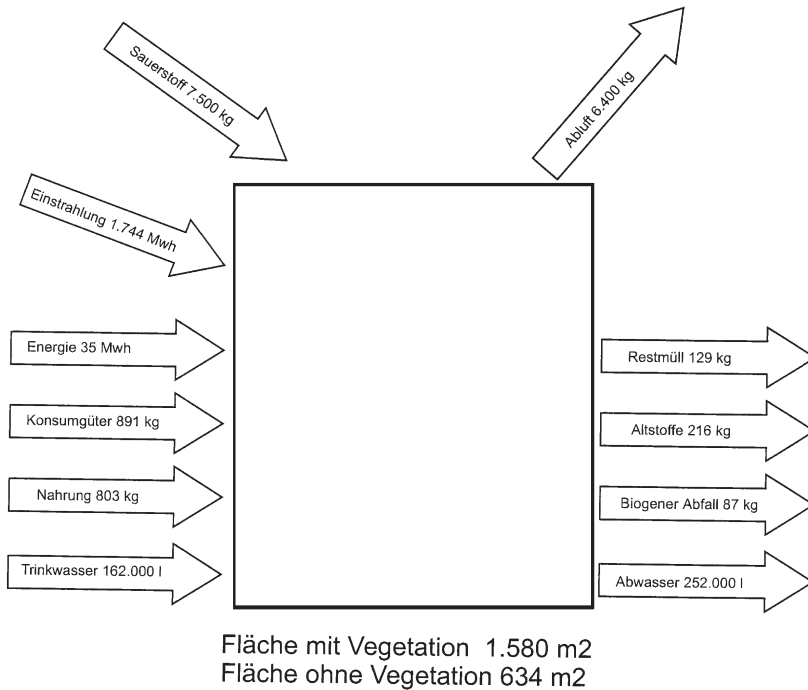 Sauerstoff 7.500 kg
Abluft 6.400 kg
Einstrahlung 1.744 Mwh
Energie 35 Mwh
Restmüll 129 kg
Konsumgüter 891 kg
Altstoffe 216 kg
Nahrung 803 kg
Biogener Abfall 87 kg
Trinkwasser 162.000 l
Abwasser 252.000 l
Fläche mit Vegetation 1.580 m2
Fläche ohne Vegetation 634 m2